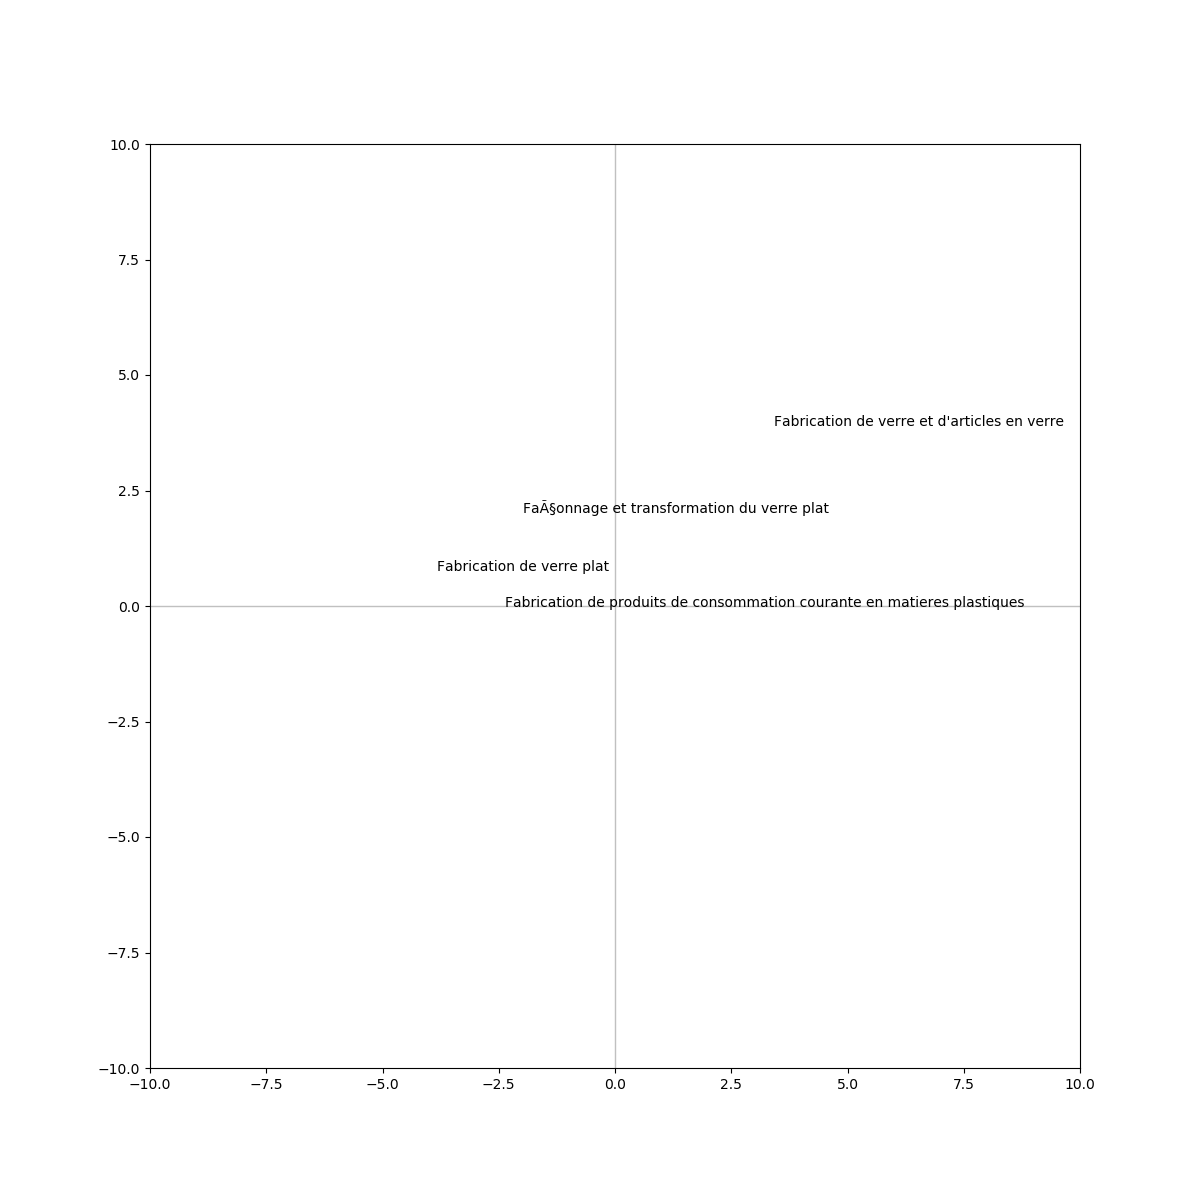 10.0
7.5
5.0
Fabrication de verre et d'articles en verre
2.5
FaÃ§onnage et transformation du verre plat
Fabrication de verre plat
0.0
Fabrication de produits de consommation courante en matieres plastiques
−2.5
−5.0
−7.5
−10.0
−10.0 −7.5 −5.0 −2.5 0.0 2.5 5.0 7.5 10.0